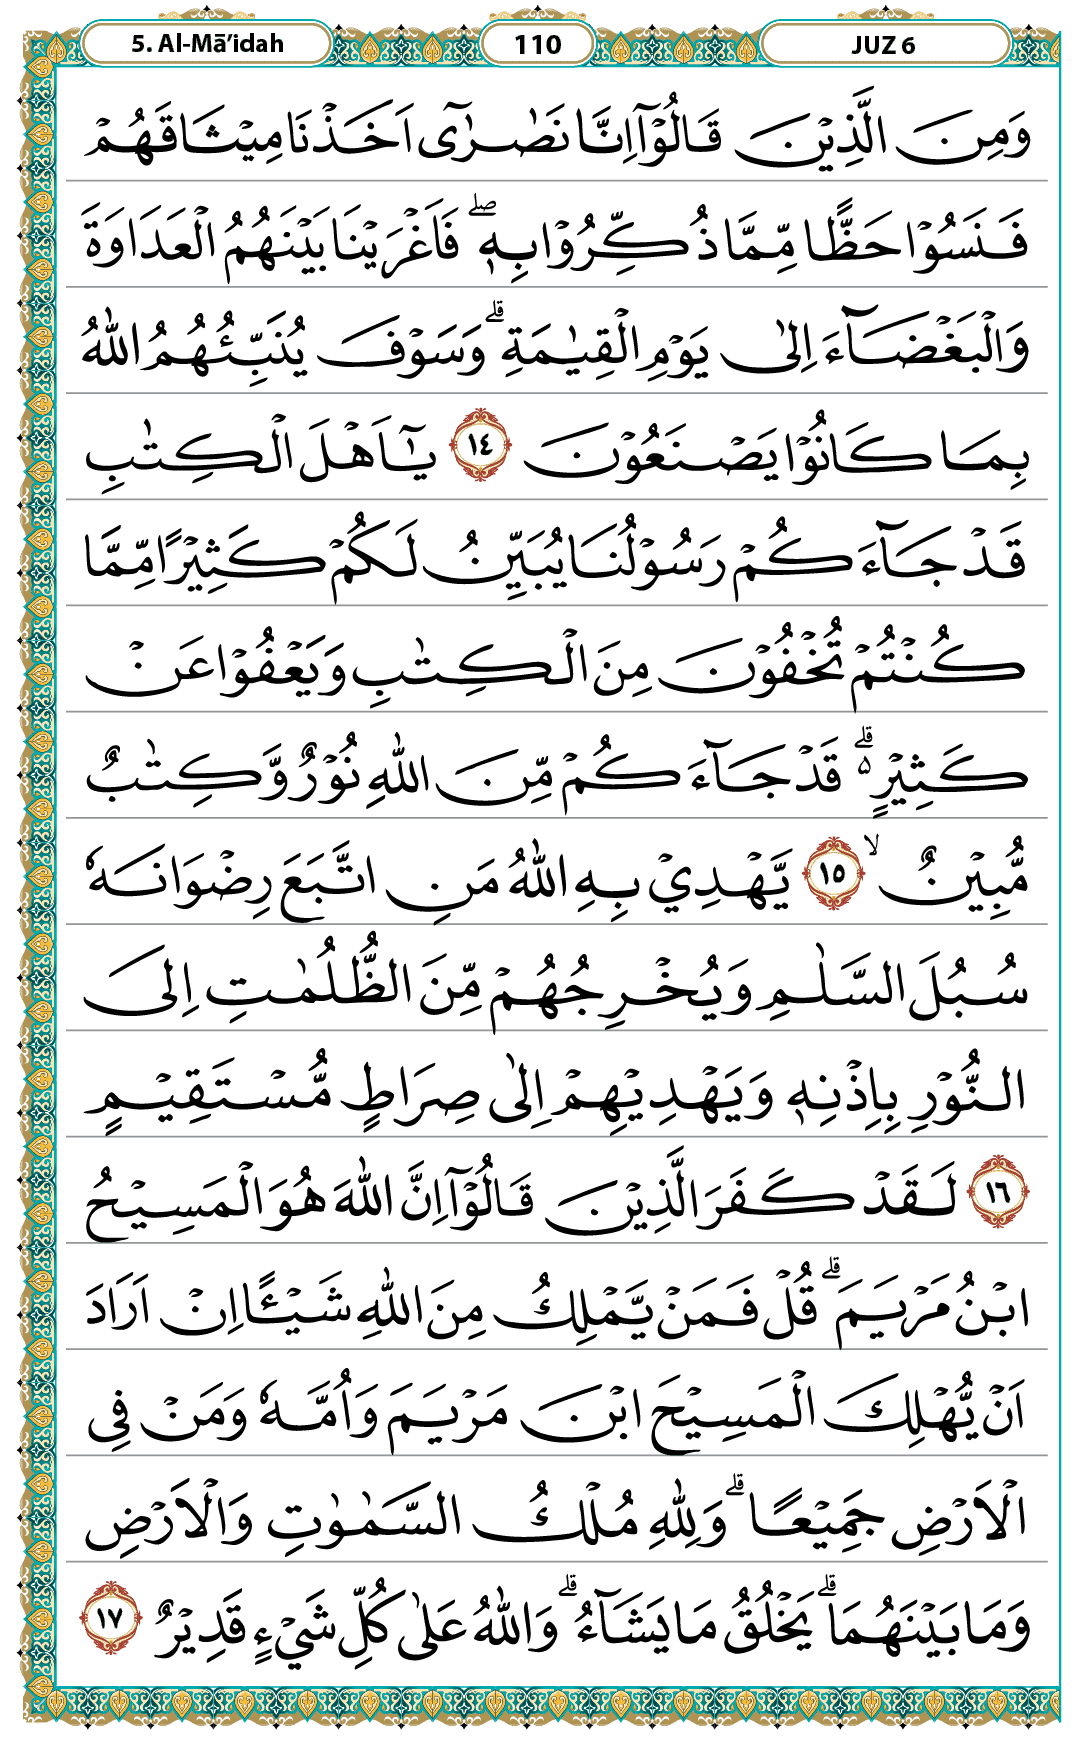 5. Al-Mā’idah
110
JUZ 6
وَمِنَ الَّذِيْنَ قَالُوْٓا اِنَّا نَصٰرٰٓى اَخَذْنَا مِيْثَاقَهُمْ
فَنَسُوْا حَظًّا مِّمَّا ذُكِّرُوْا بِهٖۖ فَاَغْرَيْنَا بَيْنَهُمُ الْعَدَاوَةَ
وَالْبَغْضَاۤءَ اِلٰى يَوْمِ الْقِيٰمَةِۗ وَسَوْفَ يُنَبِّئُهُمُ اللّٰهُ
بِمَا كَانُوْا يَصْنَعُوْنَ ١٤ يٰٓاَهْلَ الْكِتٰبِ
قَدْ جَاۤءَكُمْ رَسُوْلُنَا يُبَيِّنُ لَكُمْ كَثِيْرًا مِّمَّا
كُنْتُمْ تُخْفُوْنَ مِنَ الْكِتٰبِ وَيَعْفُوْا عَنْ
كَثِيْرٍەۗ قَدْ جَاۤءَكُمْ مِّنَ اللّٰهِ نُوْرٌ وَّكِتٰبٌ
مُّبِيْنٌۙ ١٥ يَّهْدِيْ بِهِ اللّٰهُ مَنِ اتَّبَعَ رِضْوَانَهٗ
سُبُلَ السَّلٰمِ وَيُخْرِجُهُمْ مِّنَ الظُّلُمٰتِ اِلَى
النُّوْرِ بِاِذْنِهٖ وَيَهْدِيْهِمْ اِلٰى صِرَاطٍ مُّسْتَقِيْمٍ
١٦ لَقَدْ كَفَرَ الَّذِيْنَ قَالُوْٓا اِنَّ اللّٰهَ هُوَ الْمَسِيْحُ
ابْنُ مَرْيَمَۗ قُلْ فَمَنْ يَّمْلِكُ مِنَ اللّٰهِ شَيْـًٔا اِنْ اَرَادَ
اَنْ يُّهْلِكَ الْمَسِيْحَ ابْنَ مَرْيَمَ وَاُمَّهٗ وَمَنْ فِى
الْاَرْضِ جَمِيْعًاۗ وَلِلّٰهِ مُلْكُ السَّمٰوٰتِ وَالْاَرْضِ
وَمَا بَيْنَهُمَاۗ يَخْلُقُ مَا يَشَاۤءُۗ وَاللّٰهُ عَلٰى كُلِّ شَيْءٍ قَدِيْرٌ ١٧